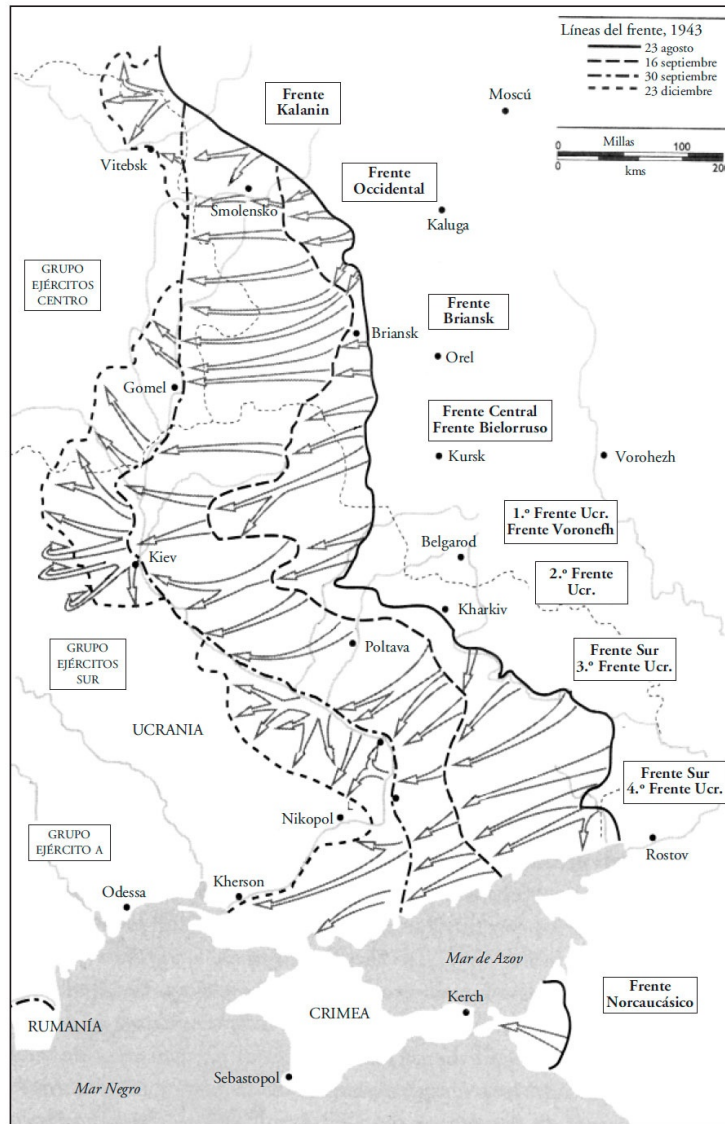 Líneas del frente, 1943
23 agosto
16 septiembre
30 septiembre
23 diciembre
Millas
0 100
0 200
kms
Frente
Kalanin
Moscú
Vitebsk
Frente
Occidental
Smolensko
Kaluga
GRUPO
EJÉRCITOS
CENTRO
Frente
Briansk
Briansk
Orel
Gomel
Frente Central
Frente Bielorruso
Kursk
Vorohezh
1.º Frente Ucr.
Frente Voronefh
Belgarod
Kiev
2.º Frente
Ucr.
Kharkiv
GRUPO
EJÉRCITOS
SUR
Poltava
Frente Sur
3.º Frente Ucr.
UCRANIA
Frente Sur
4.º Frente Ucr.
Nikopol
GRUPO
EJÉRCITO A
Rostov
Kherson
Odessa
Mar de Azov
Frente
Norcaucásico
Kerch
CRIMEA
RUMANÍA
Sebastopol
Mar Negro